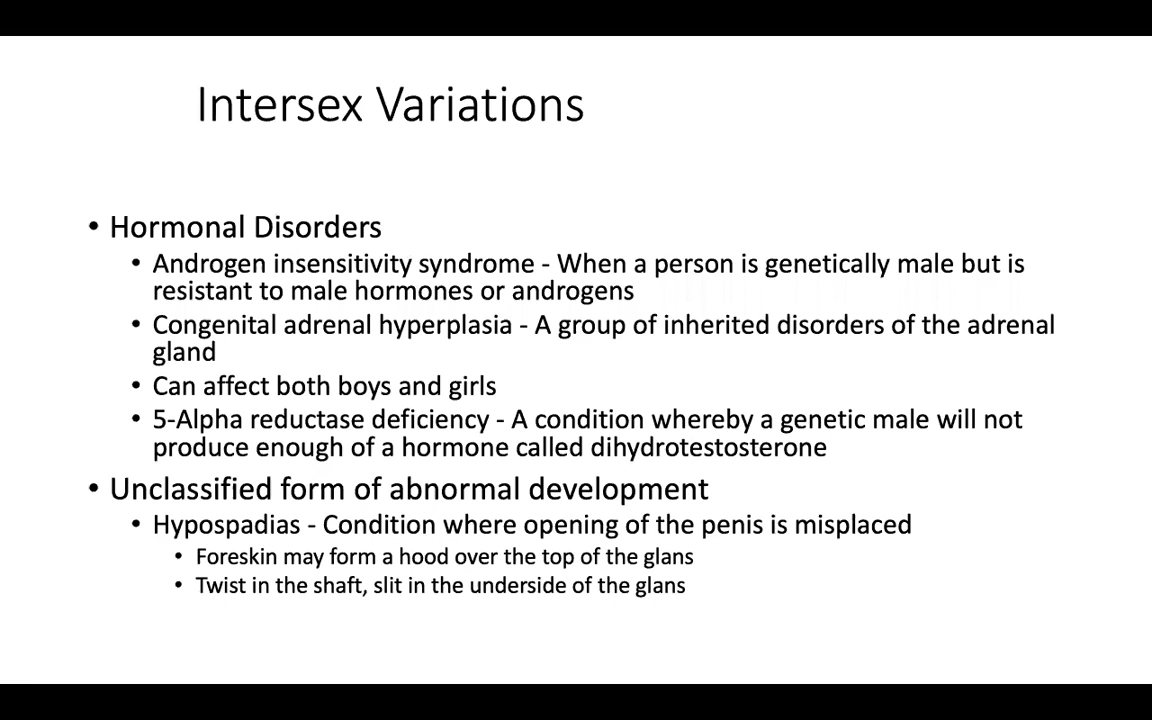 Intersex Variations
• Hormonal Disorders
• Androgen insensitivity syndrome - When a person is genetically male but is
resistant to male hormones or androgens
• Congenital adrenal hyperplasia - A group of inherited disorders of the adrenal
gland
• Can affect both boys and girls
• 5-Alpha reductase deficiency - A condition whereby a genetic male will not
produce enough of a hormone called dihydrotestosterone
• Unclassified form of abnormal development
• Hypospadias - Condition where opening of the penis is misplaced
• Foreskin may form a hood over the top of the glans
• Twist in the shaft, slit in the underside of the glans